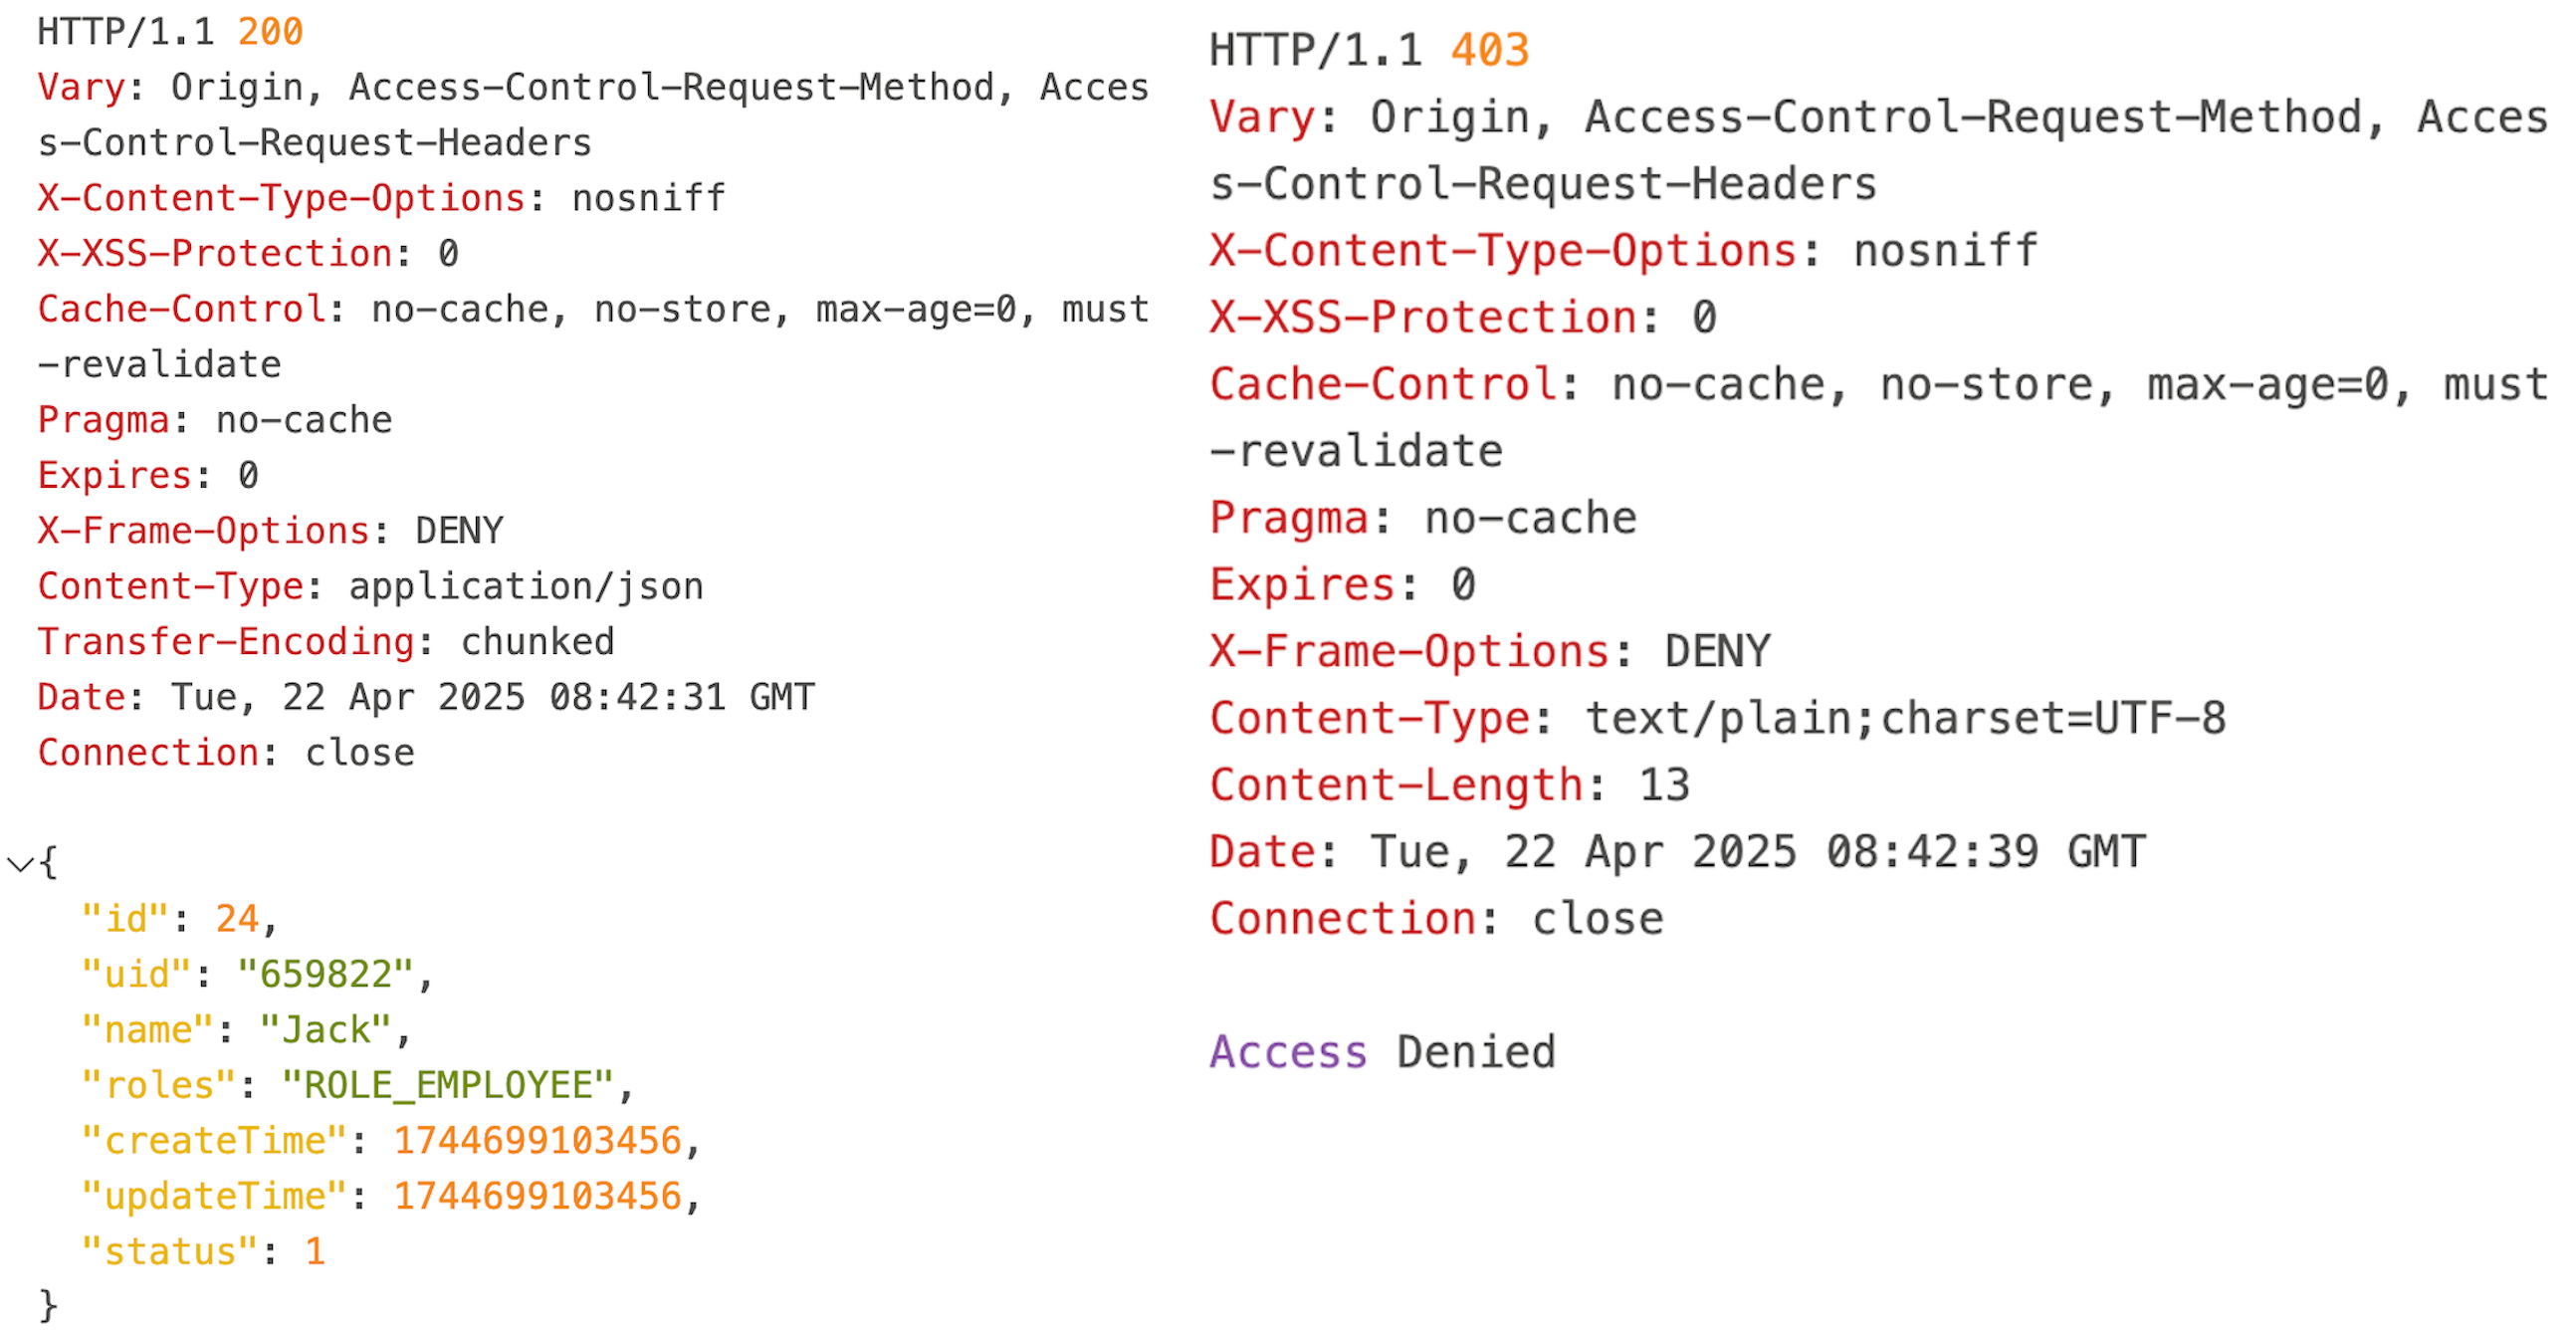 HTTP/1.1 200
Vary: Origin, Access-Control-Request-Method, Acces
s-Control-Request-Headers
X-Content-Type-Options: nosniff
X-XSS-Protection: 0
Cache-Control: no-cache, no-store, max-age=0, must
-revalidate
Pragma: no-cache
Expires: 0
X-Frame-Options: DENY
Content-Type: application/json
Transfer-Encoding: chunked
Date: Tue, 22 Apr 2025 08:42:31 GMT
Connection: close
{
"id": 24,
"uid": "659822",
"name": "Jack",
"roles": "ROLE_EMPLOYEE",
"createTime": 1744699103456,
"updateTime": 1744699103456,
"status": 1
}
HTTP/1.1 403
Vary: Origin, Access-Control-Request-Method, Acces
s-Control-Request-Headers
X-Content-Type-Options: nosniff
X-XSS-Protection: 0
Cache-Control: no-cache, no-store, max-age=0, must
-revalidate
Pragma: no-cache
Expires: 0
X-Frame-Options: DENY
Content-Type: text/plain;charset=UTF-8
Content-Length: 13
Date: Tue, 22 Apr 2025 08:42:39 GMT
Connection: close
Access Denied